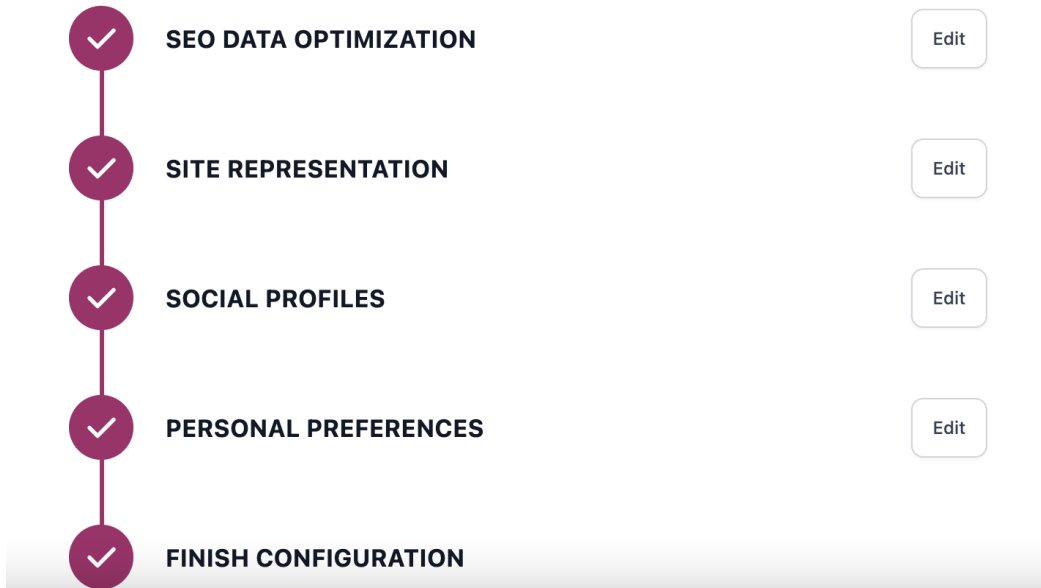 SEO DATA OPTIMIZATION
Edit
SITE REPRESENTATION
Edit
SOCIAL PROFILES
Edit
PERSONAL PREFERENCES
Edit
FINISH CONFIGURATION